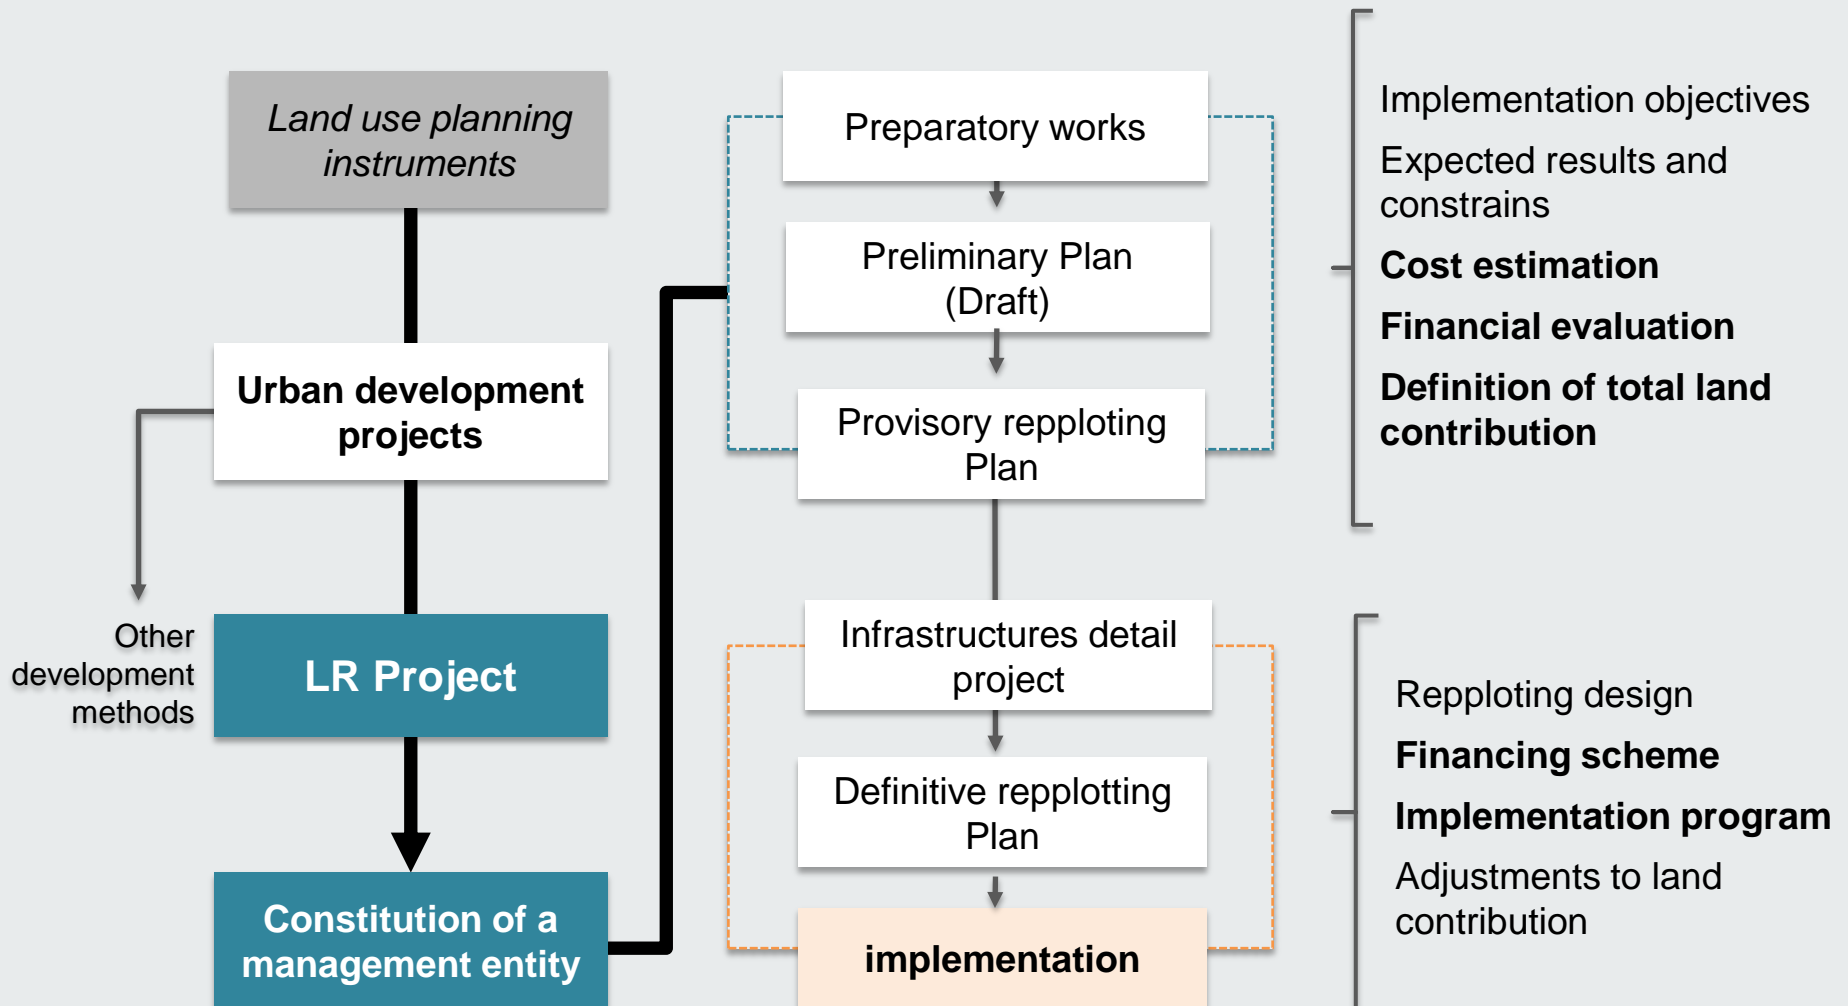 Land use planning
instruments
Urban development
projects
Other
development
methods
LR Project
Constitution of a
management entity
Preparatory works
Preliminary Plan
(Draft)
Provisory repploting
Plan
Infrastructures detail
project
Definitive repplotting
Plan
implementation
Implementation objectives
Expected results and
constrains
Cost estimation
Financial evaluation
Definition of total land
contribution
Repploting design
Financing scheme
Implementation program
Adjustments to land
contribution